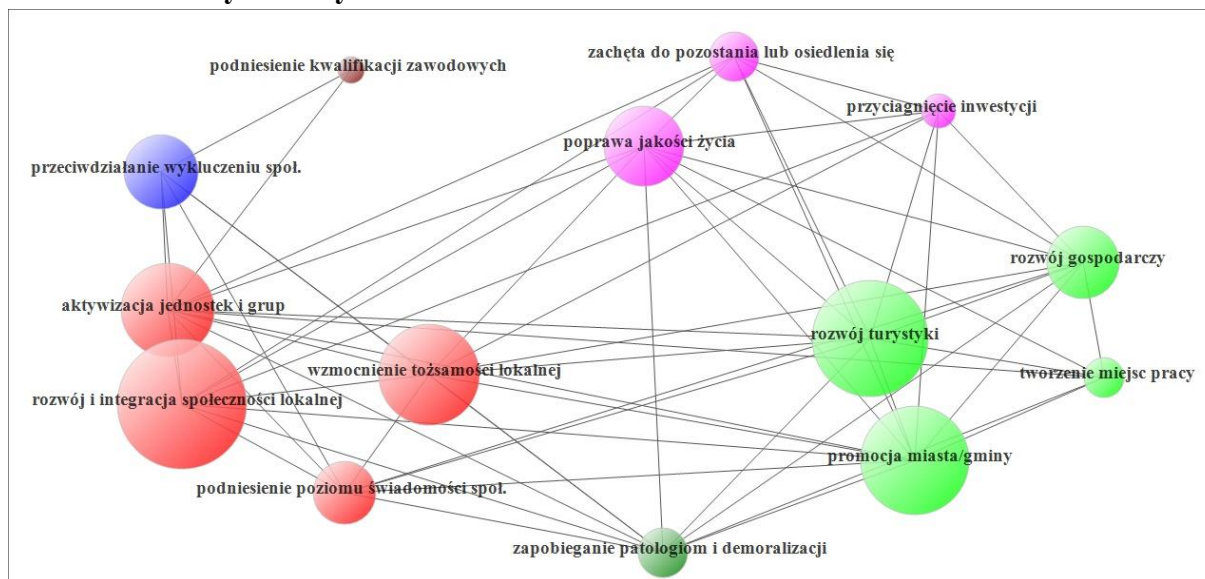 zachęta do pozostania lub osiedlenia się
podniesienie kwalifikacji zawodowych
przyciagnięcie inwestycji
poprawa jakości życia
przeciwdziałanie wykluczeniu społ.
rozwój gospodarczy
aktywizacja jednostek i grup
rozwój turystyki
wzmocnienie tożsamości lokalnej
tworzenie miejsc pracy
rozwój i integracja społeczności lokalnej
promocja miasta/gminy
podniesienie poziomu świadomości społ.
zapobieganie patologiom i demoralizacji